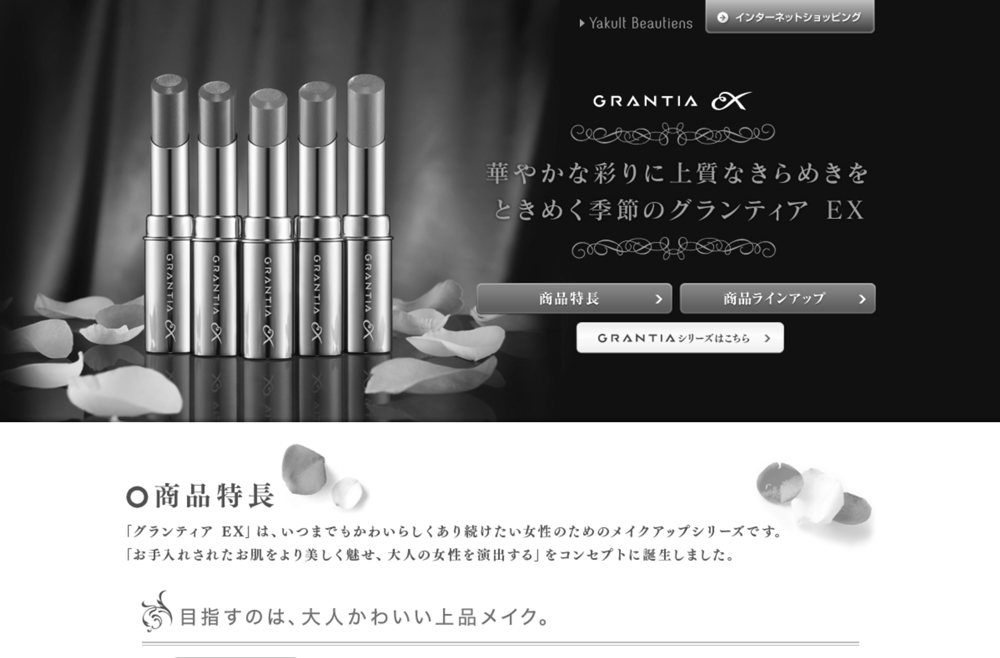 Yakult Beautiens
インターネットショッピング
GRANTIA EX
華やかな彩りに上質なきらめきを
ときめく季節のグランティア EX
商品特長
商品ラインアップ
GRANTIAシリーズはこちら
GRANTIA EX
GRANTIA EX
GRANTIA EX
GRANTIA EX
GRANTIA EX
商品特長
「グランティア EX」は、いつまでもかわいらしくあり続けたい女性のためのメイクアップシリーズです。
「お手入れされたお肌をより美しく魅せ、大人の女性を演出する」をコンセプトに誕生しました。
目指すのは、大人かわいい上品メイク。